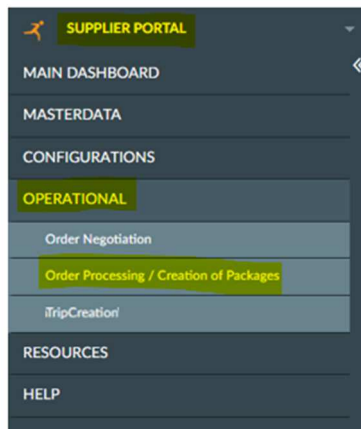 SUPPLIER PORTAL
MAIN DASHBOARD
MASTERDATA
CONFIGURATIONS
OPERATIONAL
Order Negotiation
Order Processing / Creation of Packages
iTripCreation
RESOURCES
HELP